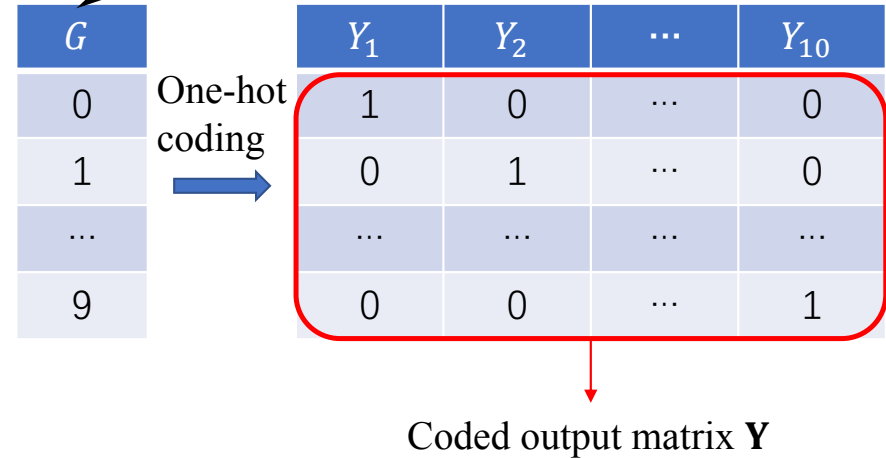 G Y₁ Y₂ ⋯ Y₁₀
0 One-hot coding 1 0 ⋯ 0
1 0 1 ⋯ 0
⋯ ⋯ ⋯ ⋯ ⋯
9 0 0 ⋯ 1
Coded output matrix Y